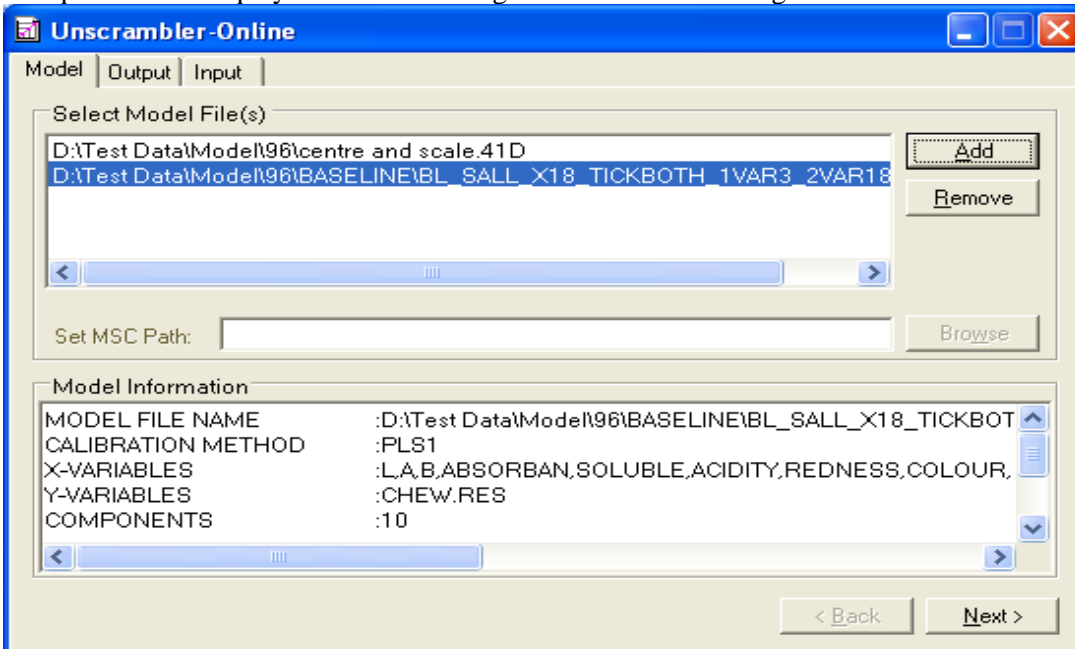 Unscrambler-Online
Model Output Input
Select Model File(s)
D:\Test Data\Model\96\centre and scale.41D
D:\Test Data\Model\96\BASELINE\BL_SALL_X18_TICKBOTH_1VAR3_2VAR18
Add
Remove
Set MSC Path:
Browse
Model Information
MODEL FILE NAME :D:\Test Data\Model\96\BASELINE\BL_SALL_X18_TICKBOT
CALIBRATION METHOD :PLS1
X-VARIABLES :L,A,B,ABSORBAN,SOLUBLE,ACIDITY,REDNESS,COLOUR,
Y-VARIABLES :CHEW.RES
COMPONENTS :10
< Back Next >